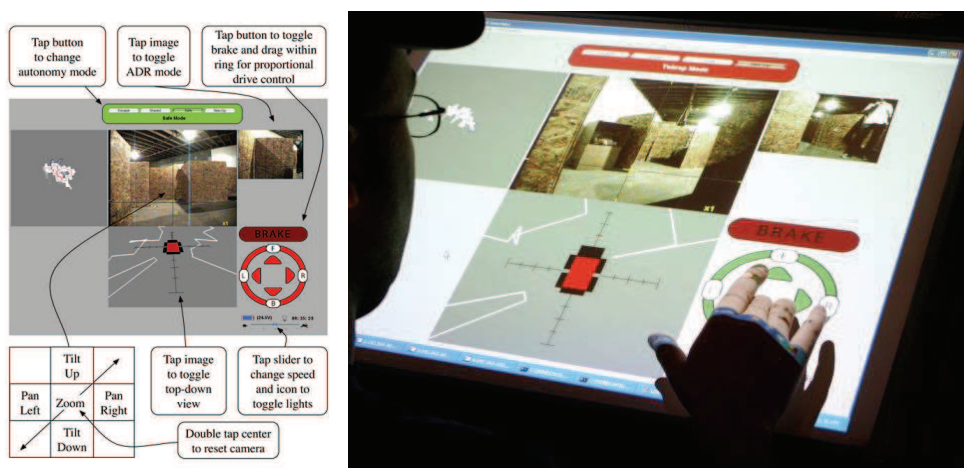 Tap button
to change
autonomy mode
Tap image
to toggle
ADR mode
Tap button to toggle
brake and drag within
ring for proportional
drive control
Safe Mode
x1
BRAKE
F
L
R
B
Tilt
Up
Pan
Left
Zoom
Pan
Right
Tilt
Down
Tap image
to toggle
top-down
view
Tap slider to
change speed
and icon to
toggle lights
Double tap center
to reset camera
Teleop Mode
x1
BRAKE